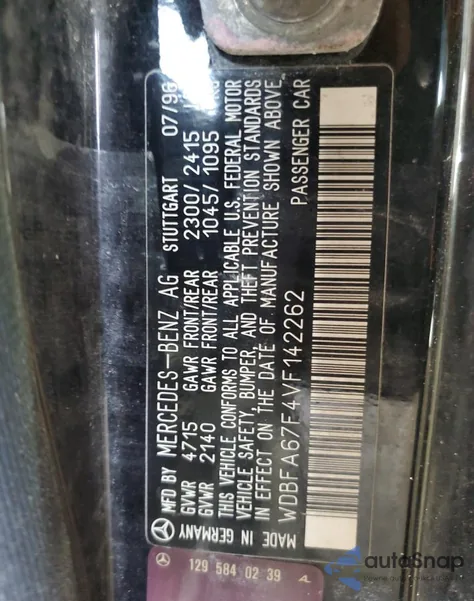 MFD BY MERCEDES-BENZ AG STUTTGART 07/96
GVWR 4715 GAWR FRONT/REAR 2300/2415
GVWR 2140 GAWR FRONT/REAR 1045/1095
THIS VEHICLE CONFORMS TO ALL APPLICABLE U.S. FEDERAL MOTOR
VEHICLE SAFETY, BUMPER, AND THEFT PREVENTION STANDARDS
IN EFFECT ON THE DATE OF MANUFACTURE SHOWN ABOVE
WDBFA67F4VF142262 PASSENGER CAR
MADE IN GERMANY
129 584 02 39
autoSnap